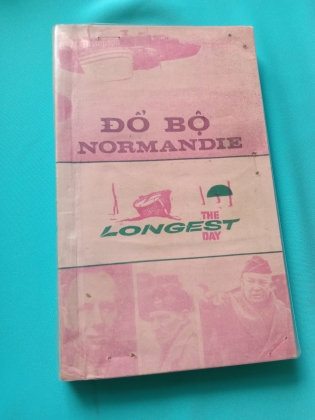 ĐỔ BỘ
NORMANDIE
THE
LONGEST
DAY